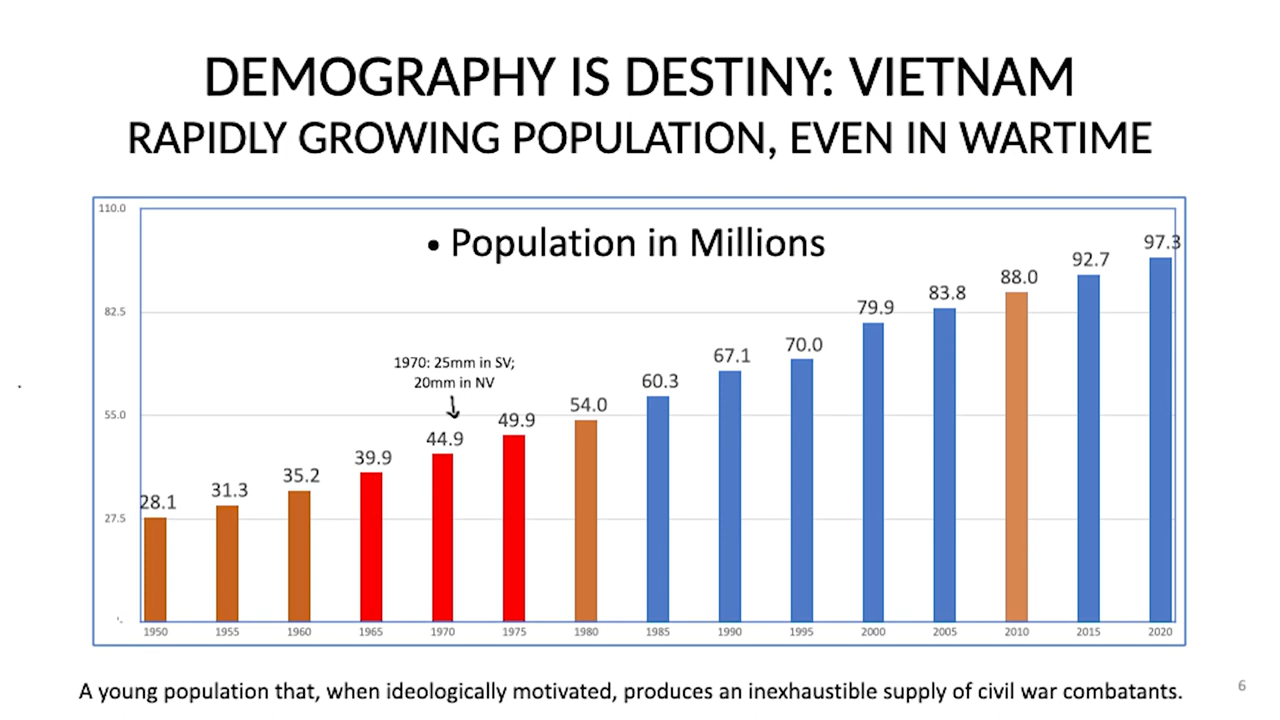 DEMOGRAPHY IS DESTINY: VIETNAM
RAPIDLY GROWING POPULATION, EVEN IN WARTIME
110.0
• Population in Millions
97.3
92.7
88.0
82.5
83.8
79.9
70.0
67.1
1970: 25mm in SV;
20mm in NV
60.3
55.0
54.0
49.9
44.9
39.9
35.2
31.3
28.1
27.5
1950 1955 1960 1965 1970 1975 1980 1985 1990 1995 2000 2005 2010 2015 2020
A young population that, when ideologically motivated, produces an inexhaustible supply of civil war combatants.
6